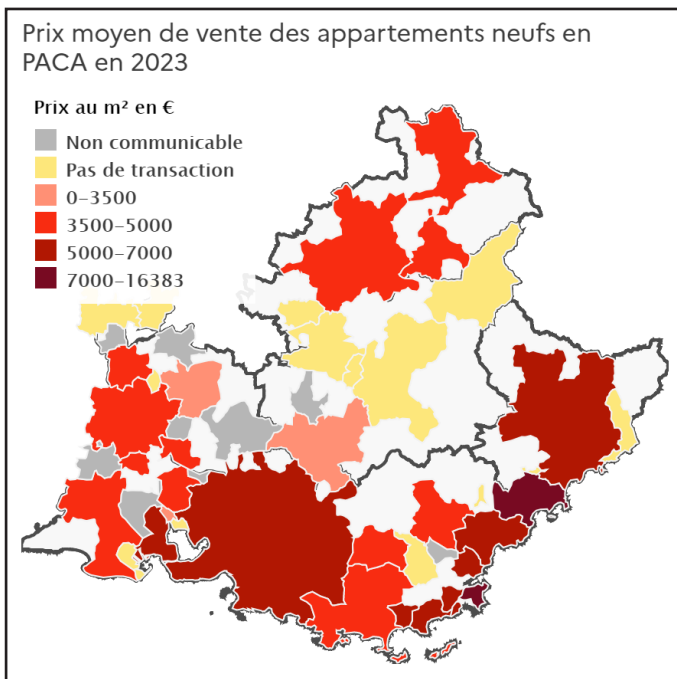 Prix moyen de vente des appartements neufs en
PACA en 2023
Prix au m² en €
Non communicable
Pas de transaction
0–3500
3500–5000
5000–7000
7000–16383